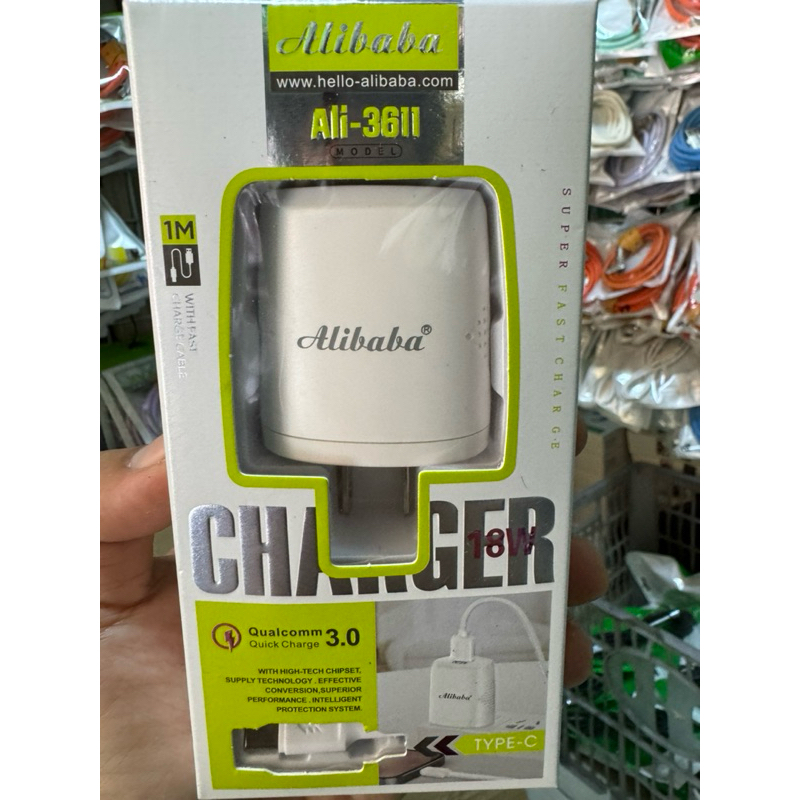 Alibaba
www.hello-alibaba.com
Ali-3611
MODEL
1M
WITH FAST
CHARGE CABLE
SUPER FAST CHARGE
Alibaba®
CHARGER
18W
Qualcomm
Quick Charge
3.0
WITH HIGH-TECH CHIPSET,
SUPPLY TECHNOLOGY . EFFECTIVE
CONVERSION,SUPERIOR
PERFORMANCE . INTELLIGENT
PROTECTION SYSTEM.
Alibaba
TYPE-C